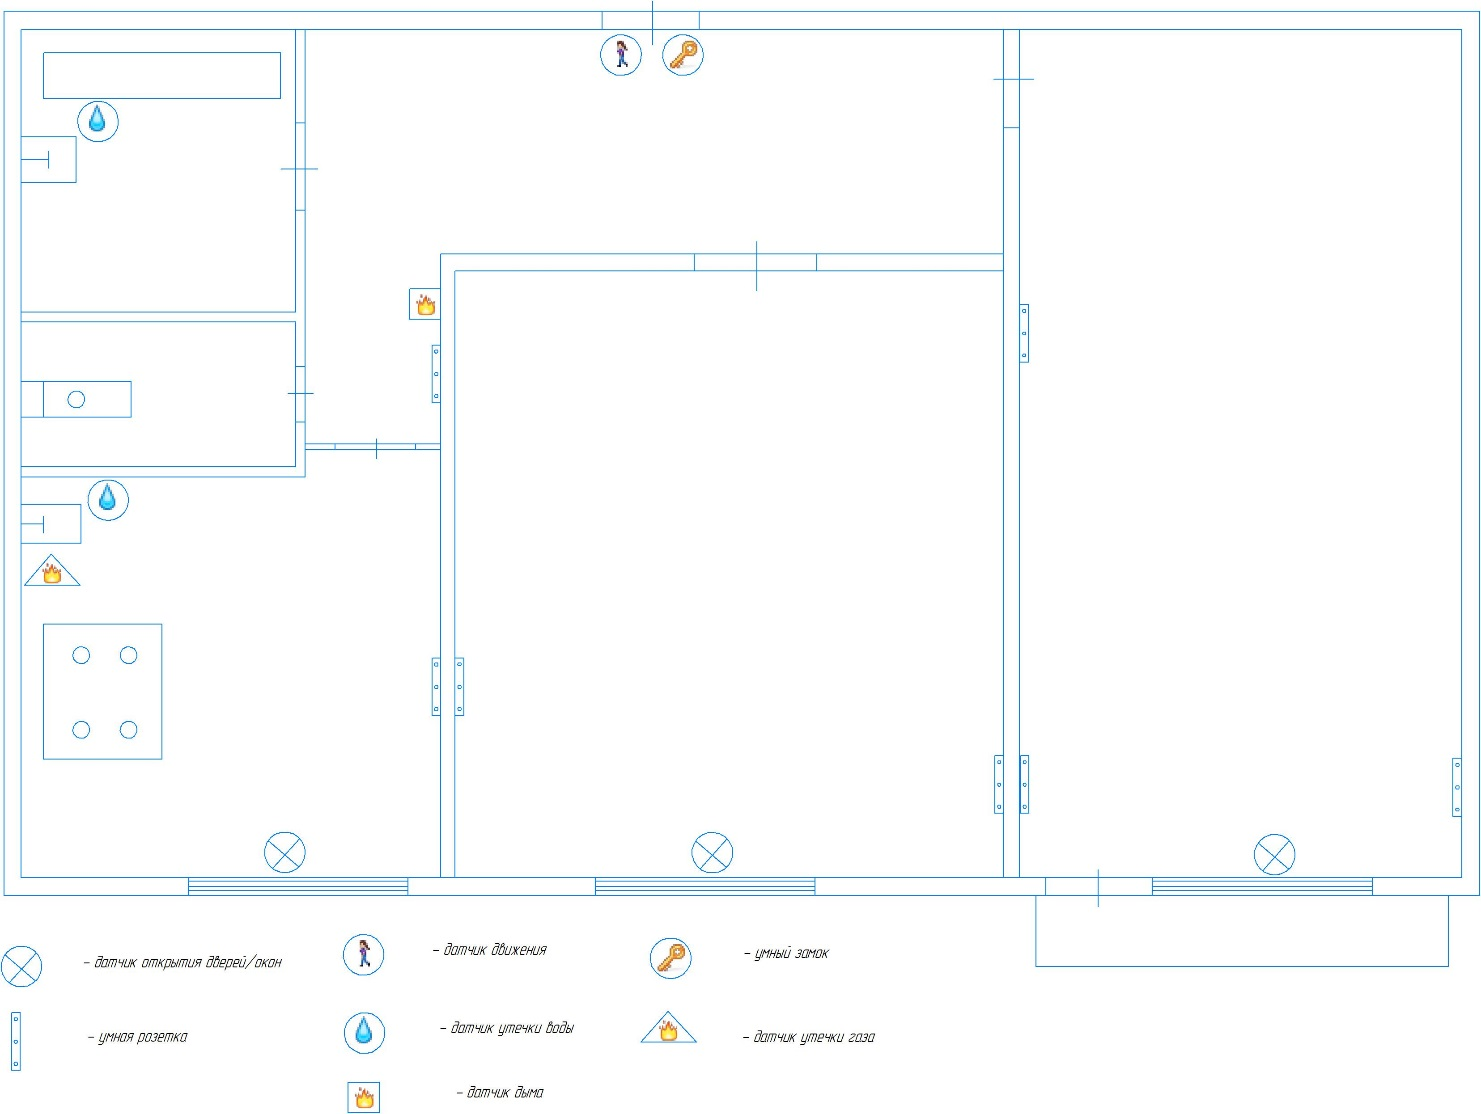 – датчик открытия дверей/окон
– датчик движения
– умный замок
– умная розетка
– датчик утечки воды
– датчик утечки газа
– датчик дыма